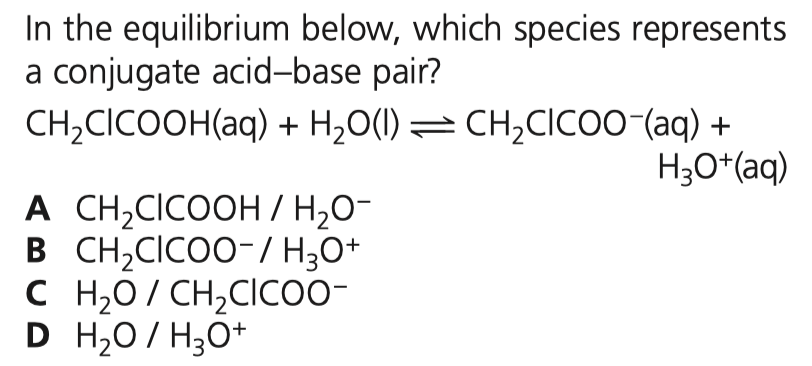 In the equilibrium below, which species represents
a conjugate acid–base pair?
CH₂ClCOOH(aq) + H₂O(l) ⇌ CH₂ClCOO⁻(aq) +
H₃O⁺(aq)
A CH₂ClCOOH / H₂O⁻
B CH₂ClCOO⁻ / H₃O⁺
C H₂O / CH₂ClCOO⁻
D H₂O / H₃O⁺